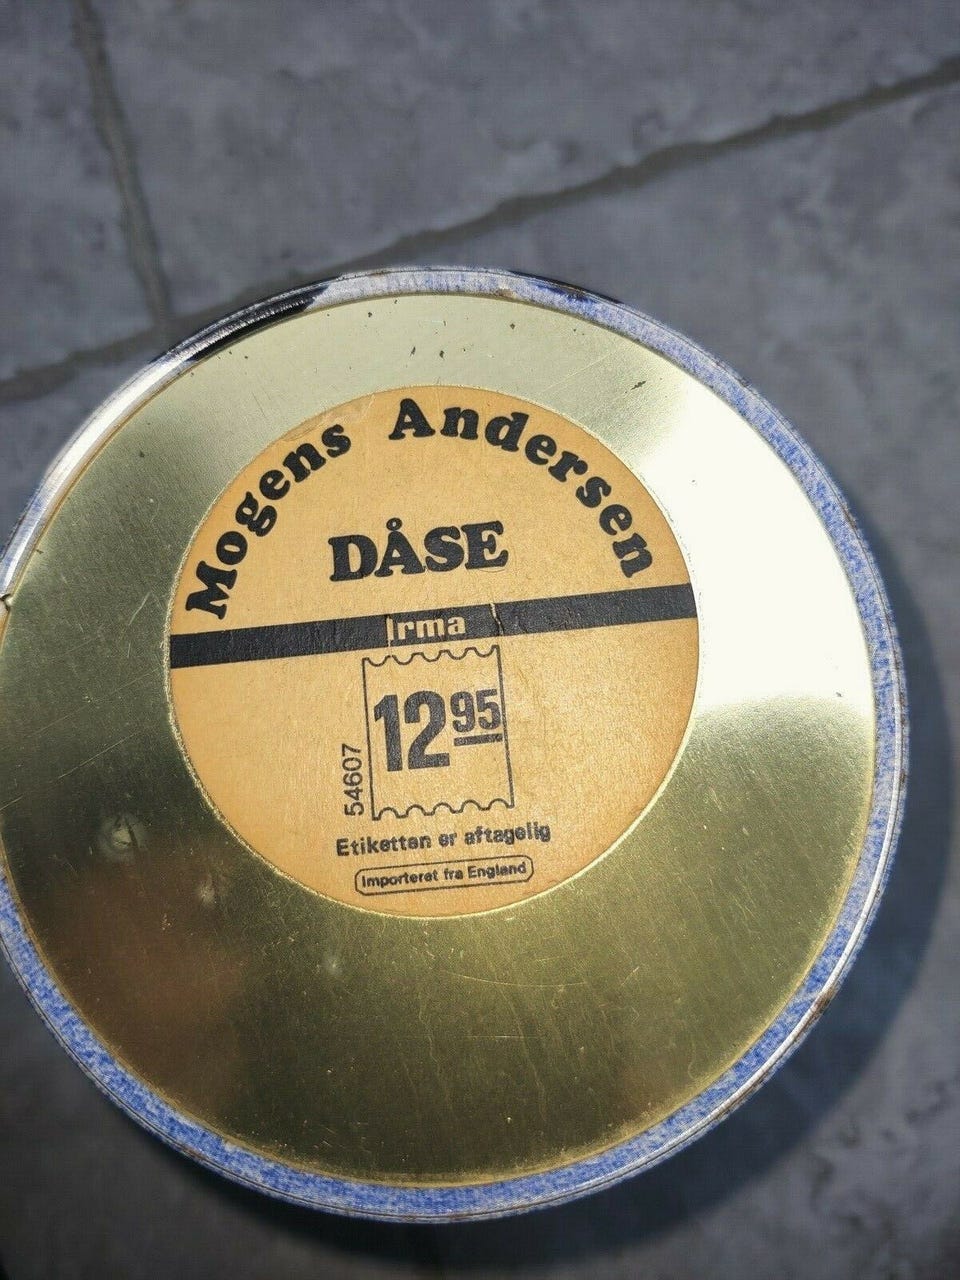 Mogens Andersen
DÅSE
Irma
12 95
54607
Etiketten er aftagelig
Importeret fra England